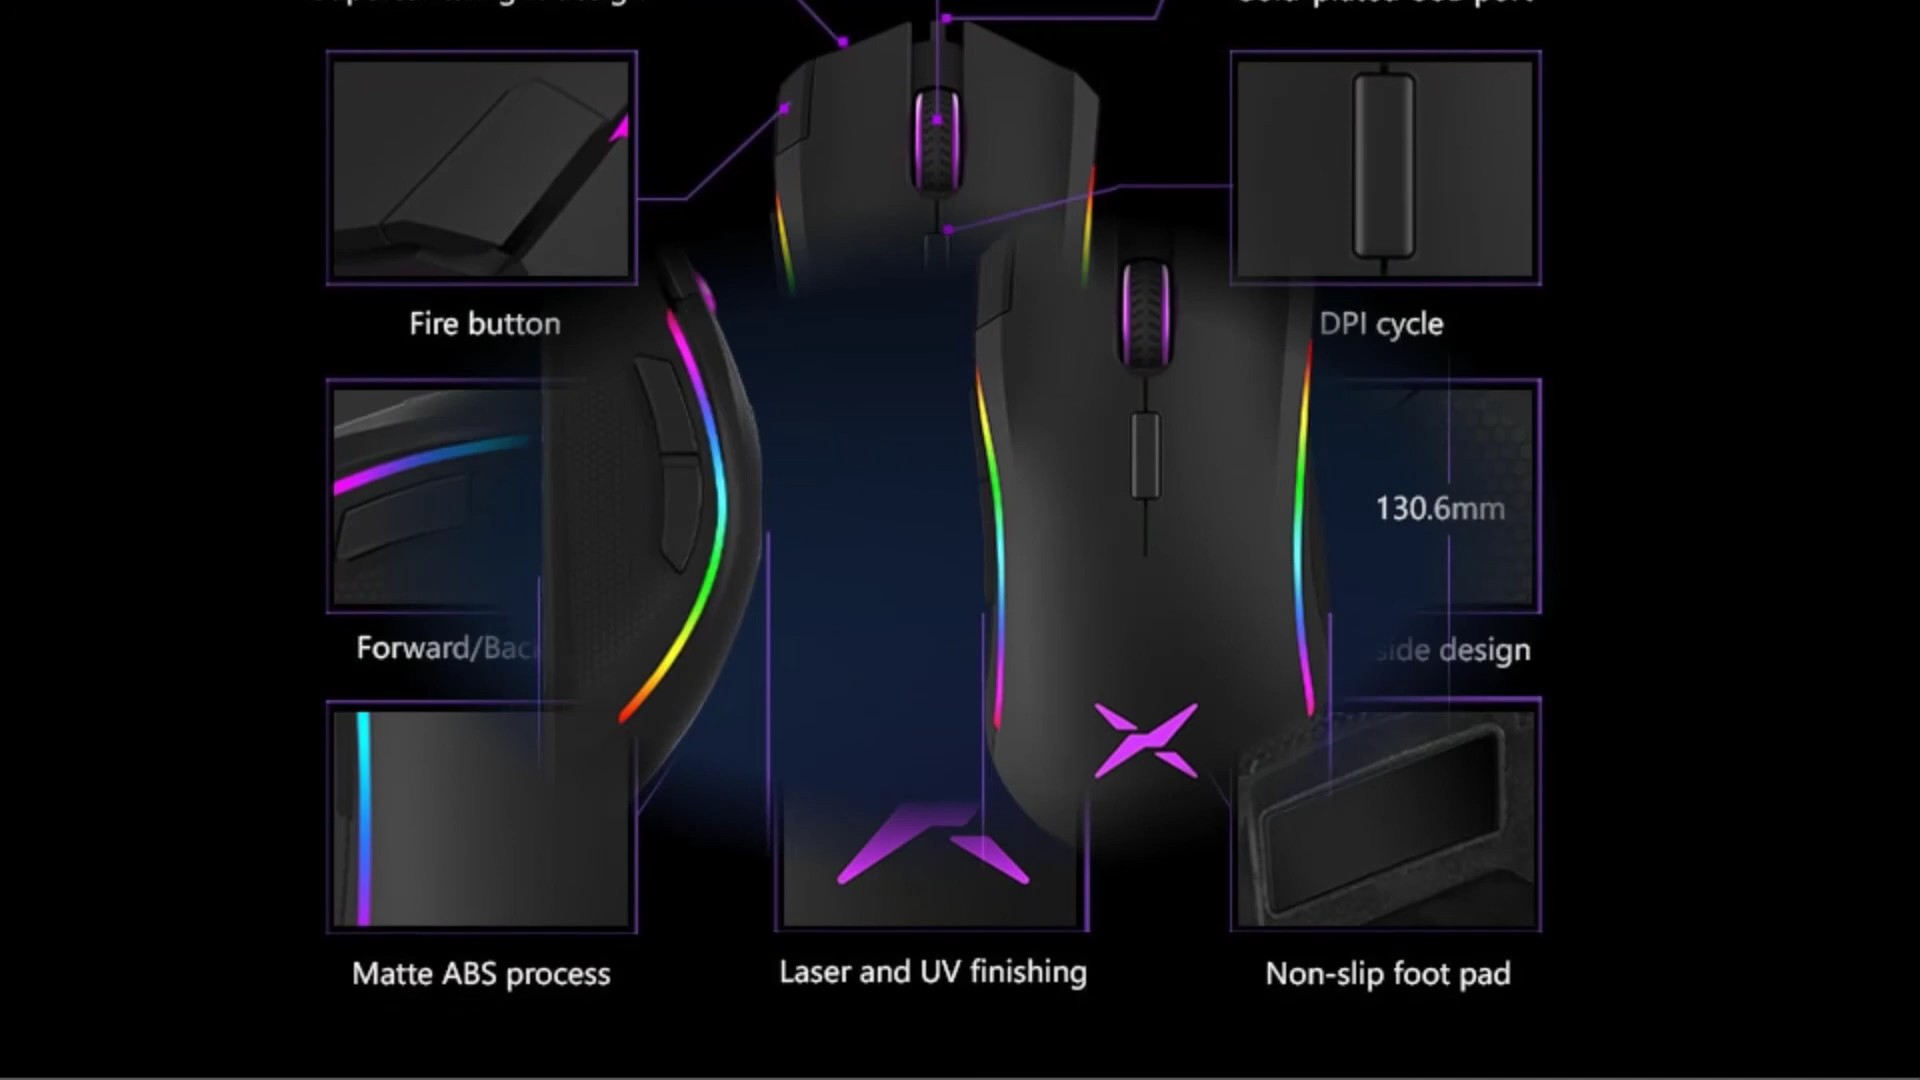 Fire button
DPI cycle
130.6mm
Forward/Bac
side design
Matte ABS process
Laser and UV finishing
Non-slip foot pad